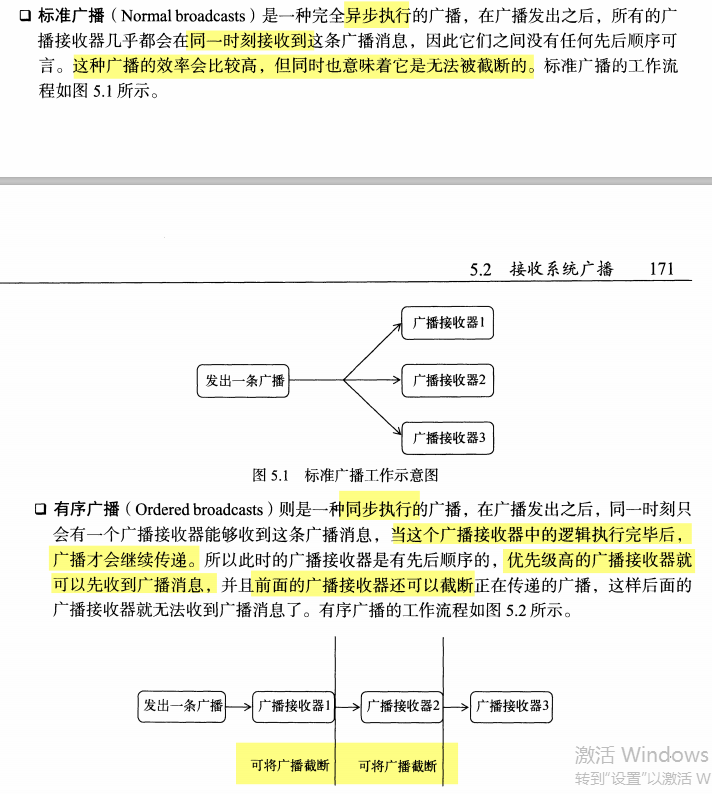 ❑ 标准广播（Normal broadcasts）是一种完全异步执行的广播，在广播发出之后，所有的广
播接收器几乎都会在同一时刻接收到这条广播消息，因此它们之间没有任何先后顺序可
言。这种广播的效率会比较高，但同时也意味着它是无法被截断的。标准广播的工作流
程如图 5.1 所示。
5.2 接收系统广播 171
广播接收器1
发出一条广播
广播接收器2
广播接收器3
图 5.1 标准广播工作示意图
❑ 有序广播（Ordered broadcasts）则是一种同步执行的广播，在广播发出之后，同一时刻只
会有一个广播接收器能够收到这条广播消息，当这个广播接收器中的逻辑执行完毕后，
广播才会继续传递。所以此时的广播接收器是有先后顺序的，优先级高的广播接收器就
可以先收到广播消息，并且前面的广播接收器还可以截断正在传递的广播，这样后面的
广播接收器就无法收到广播消息了。有序广播的工作流程如图 5.2 所示。
发出一条广播 广播接收器1 广播接收器2 广播接收器3
可将广播截断 可将广播截断
激活 Windows
转到"设置"以激活 W